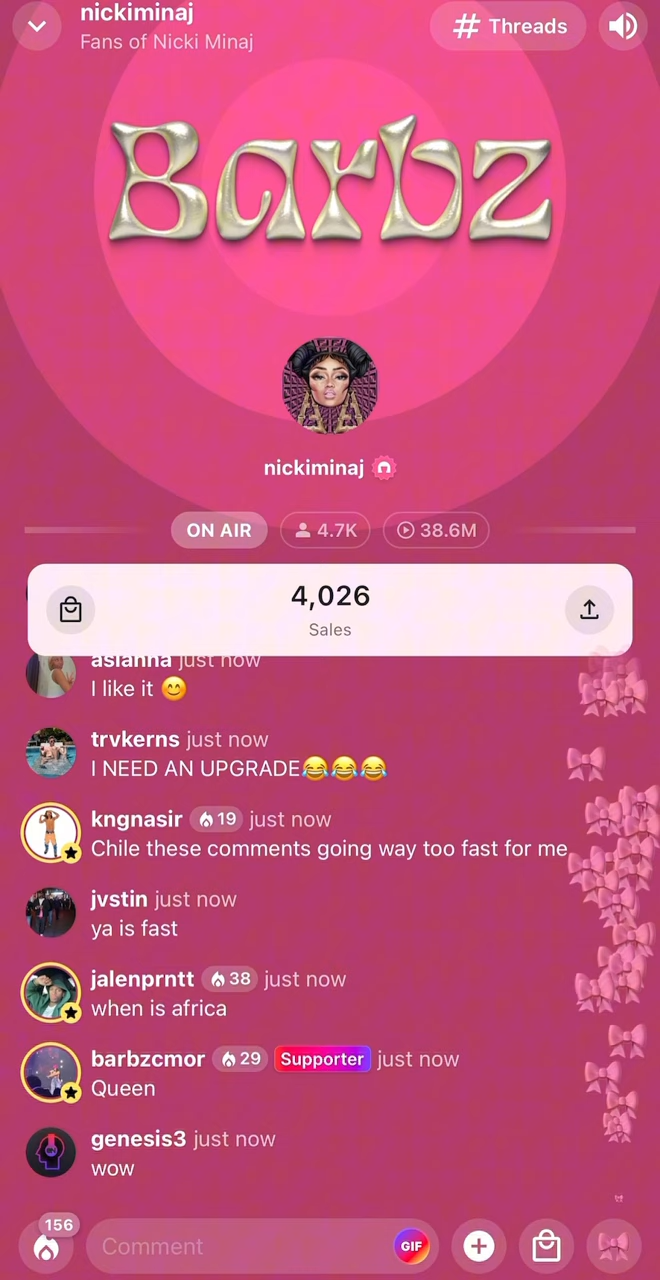 nickiminaj
Fans of Nicki Minaj
Threads
Barbz
nickiminaj
ON AIR
4.7K
38.6M
4,026
Sales
asianna just now
I like it 😊
trvkerns just now
I NEED AN UPGRADE😂😂😂
kngnasir 19 just now
Chile these comments going way too fast for me
jvstin just now
ya is fast
jalenprntt 38 just now
when is africa
barbzcmor 29 Supporter just now
Queen
genesis3 just now
wow
156
Comment GIF